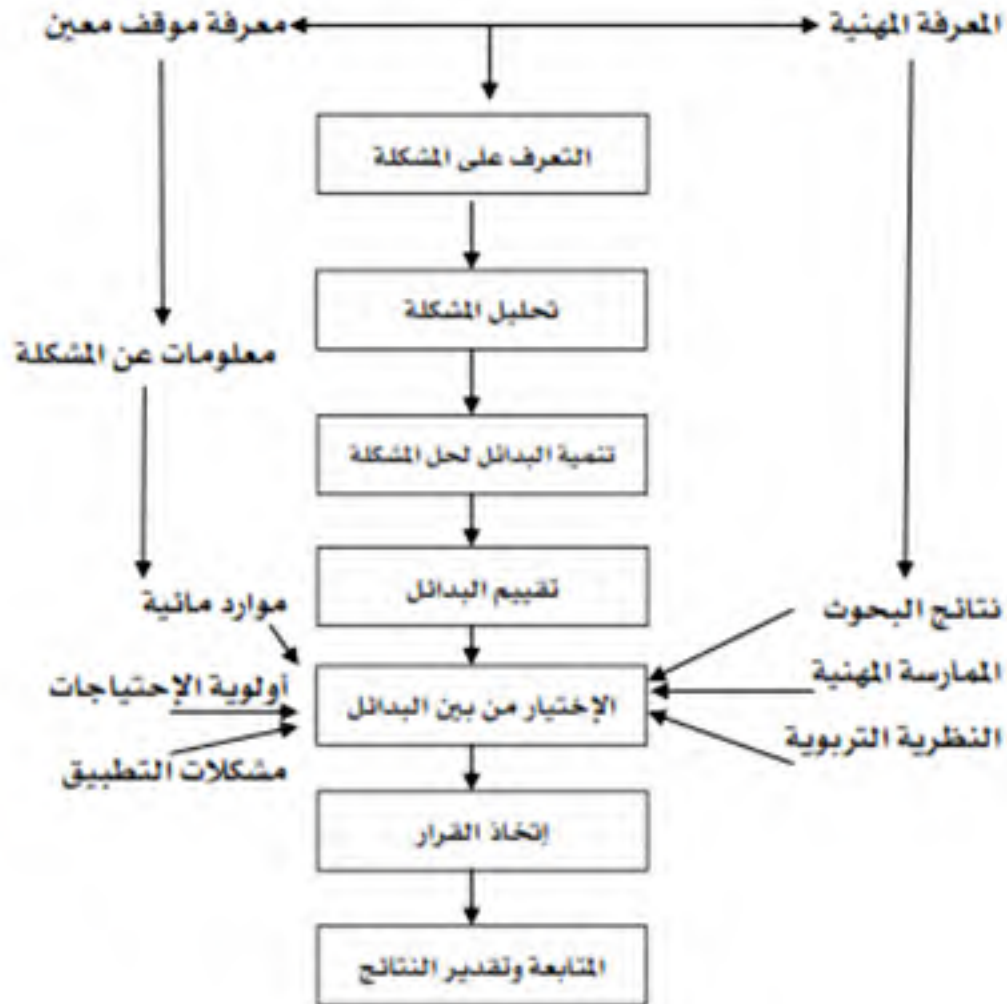 المعرفة المهنية
معرفة موقف معين
التعرف على المشكلة
تحليل المشكلة
معلومات عن المشكلة
تنمية البدائل لحل المشكلة
تقييم البدائل
نتائج البحوث
موارد مانية
الممارسة المهنية
الإختيار من بين البدائل
أولوية الإحتياجات
النظرية التربوية
مشكلات التطبيق
إتخاذ القرار
المتابعة وتقدير النتائج